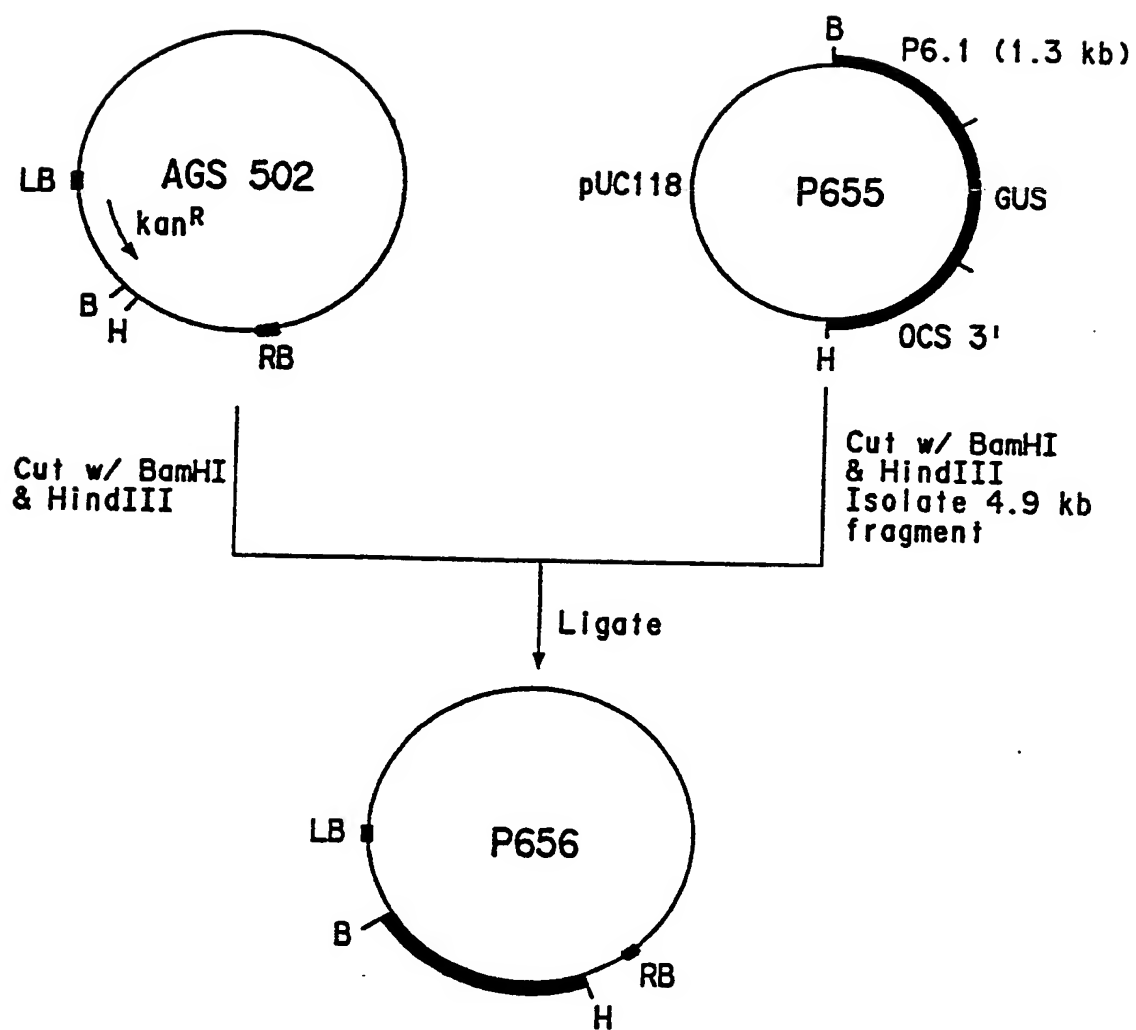 B
P6.1 (1.3 kb)
LB
AGS 502
kanR
B
H
RB
pUC118
P655
GUS
OCS 3'
H
Cut w/ BamHI
& HindIII
Cut w/ BamHI
& HindIII
Isolate 4.9 kb
fragment
Ligate
LB
P656
B
RB
H